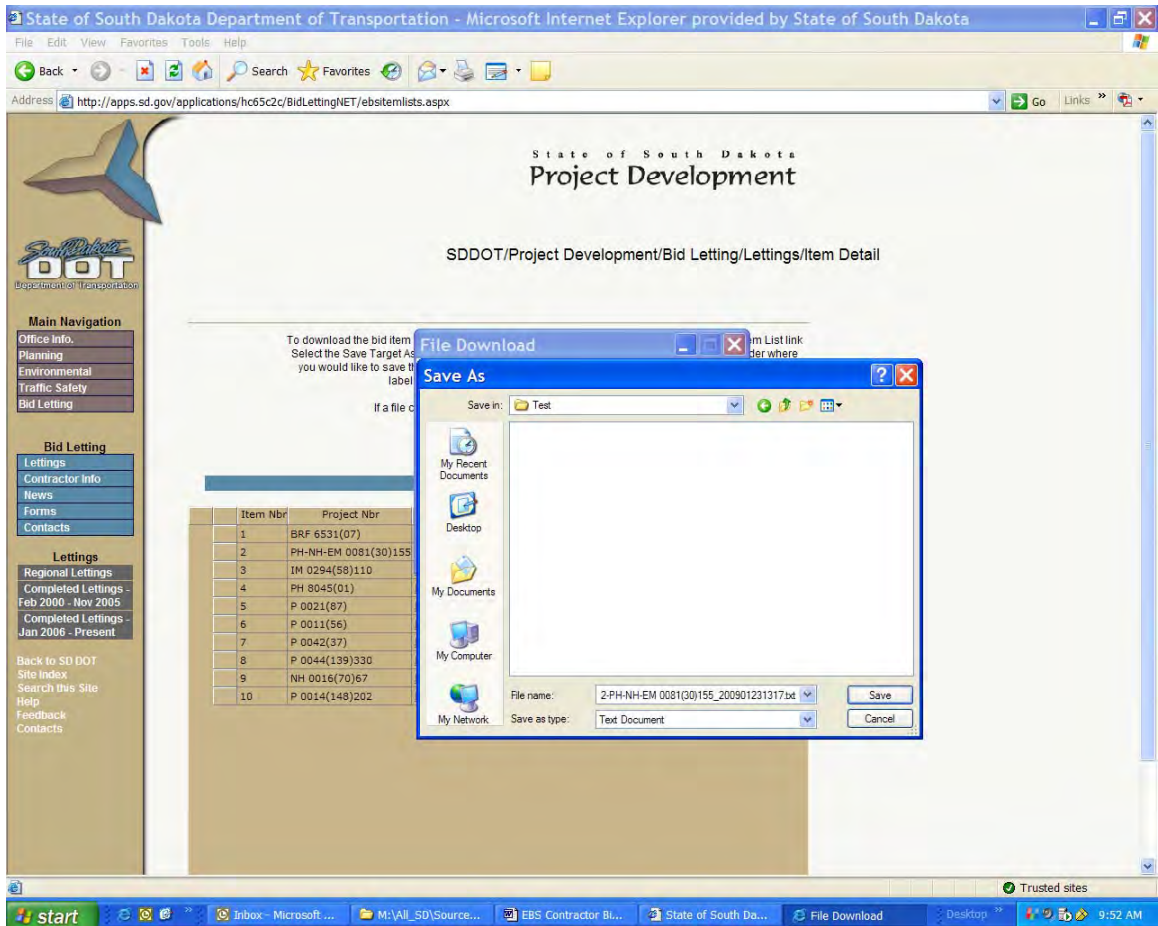 State of South Dakota Department of Transportation - Microsoft Internet Explorer provided by State of South Dakota
File Edit View Favorites Tools Help
Back Search Favorites
Address http://apps.sd.gov/applications/hc65c2c/BidLettingNET/ebsitemlists.aspx Go Links »
State of South Dakota
Project Development
South Dakota
DOT
Department of Transportation
SDDOT/Project Development/Bid Letting/Lettings/Item Detail
Main Navigation
Office Info.
Planning
Environmental
Traffic Safety
Bid Letting
Bid Letting
Lettings
Contractor Info
News
Forms
Contacts
Lettings
Regional Lettings
Completed Lettings -
Feb 2000 - Nov 2005
Completed Lettings -
Jan 2006 - Present
Back to SD DOT
Site Index
Search this Site
Help
Feedback
Contacts
To download the bid item em List link
Select the Save Target As der where
you would like to save th
label
If a file c
Item Nbr Project Nbr
1 BRF 6531(07)
2 PH-NH-EM 0081(30)155
3 IM 0294(58)110
4 PH 8045(01)
5 P 0021(87)
6 P 0011(56)
7 P 0042(37)
8 P 0044(139)330
9 NH 0016(70)67
10 P 0014(148)202
File Download
Save As
Save in: Test
My Recent
Documents
Desktop
My Documents
My Computer
My Network
File name: 2-PH-NH-EM 0081(30)155_200901231317.txt Save
Save as type: Text Document Cancel
Trusted sites
start » Inbox - Microsoft ... M:\All_SD\Source... EBS Contractor Bi... State of South Da... File Download Desktop » 9:52 AM